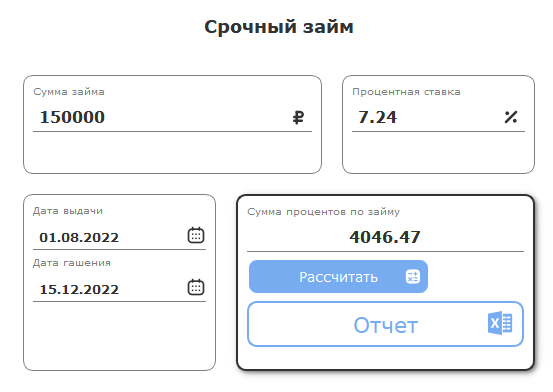 Срочный займ
Сумма займа
150000 ₽
Процентная ставка
7.24 %
Дата выдачи
01.08.2022
Дата гашения
15.12.2022
Сумма процентов по займу
4046.47
Рассчитать
Отчет